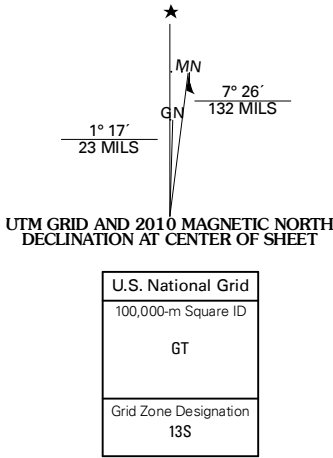 ★
MN
7° 26´
132 MILS
GN
1° 17´
23 MILS
UTM GRID AND 2010 MAGNETIC NORTH
DECLINATION AT CENTER OF SHEET
U.S. National Grid
100,000-m Square ID
GT
Grid Zone Designation
13S